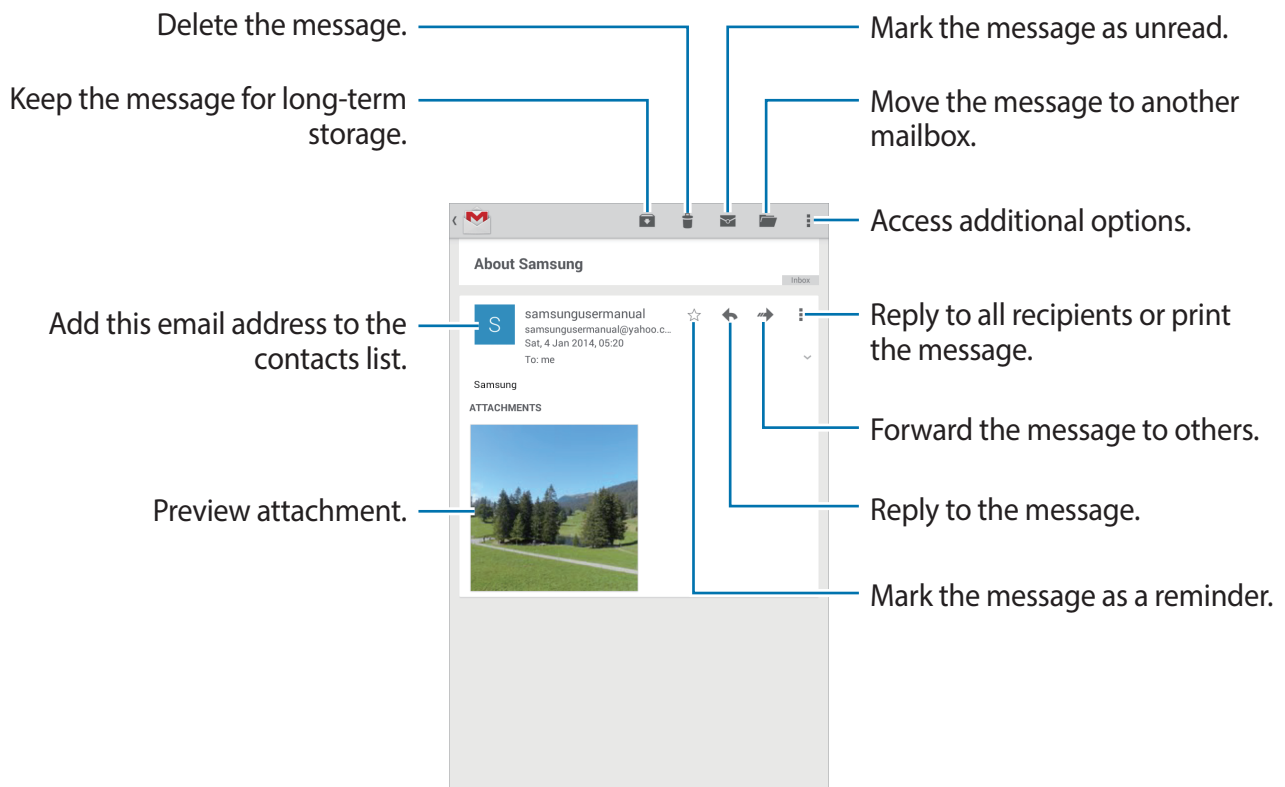 Delete the message.
Mark the message as unread.
Keep the message for long-term
storage.
Move the message to another
mailbox.
Access additional options.
About Samsung
Inbox
Add this email address to the
contacts list.
S
samsungusermanual
samsungusermanual@yahoo.c...
Sat, 4 Jan 2014, 05:20
To: me
Reply to all recipients or print
the message.
Samsung
ATTACHMENTS
Forward the message to others.
Preview attachment.
Reply to the message.
Mark the message as a reminder.